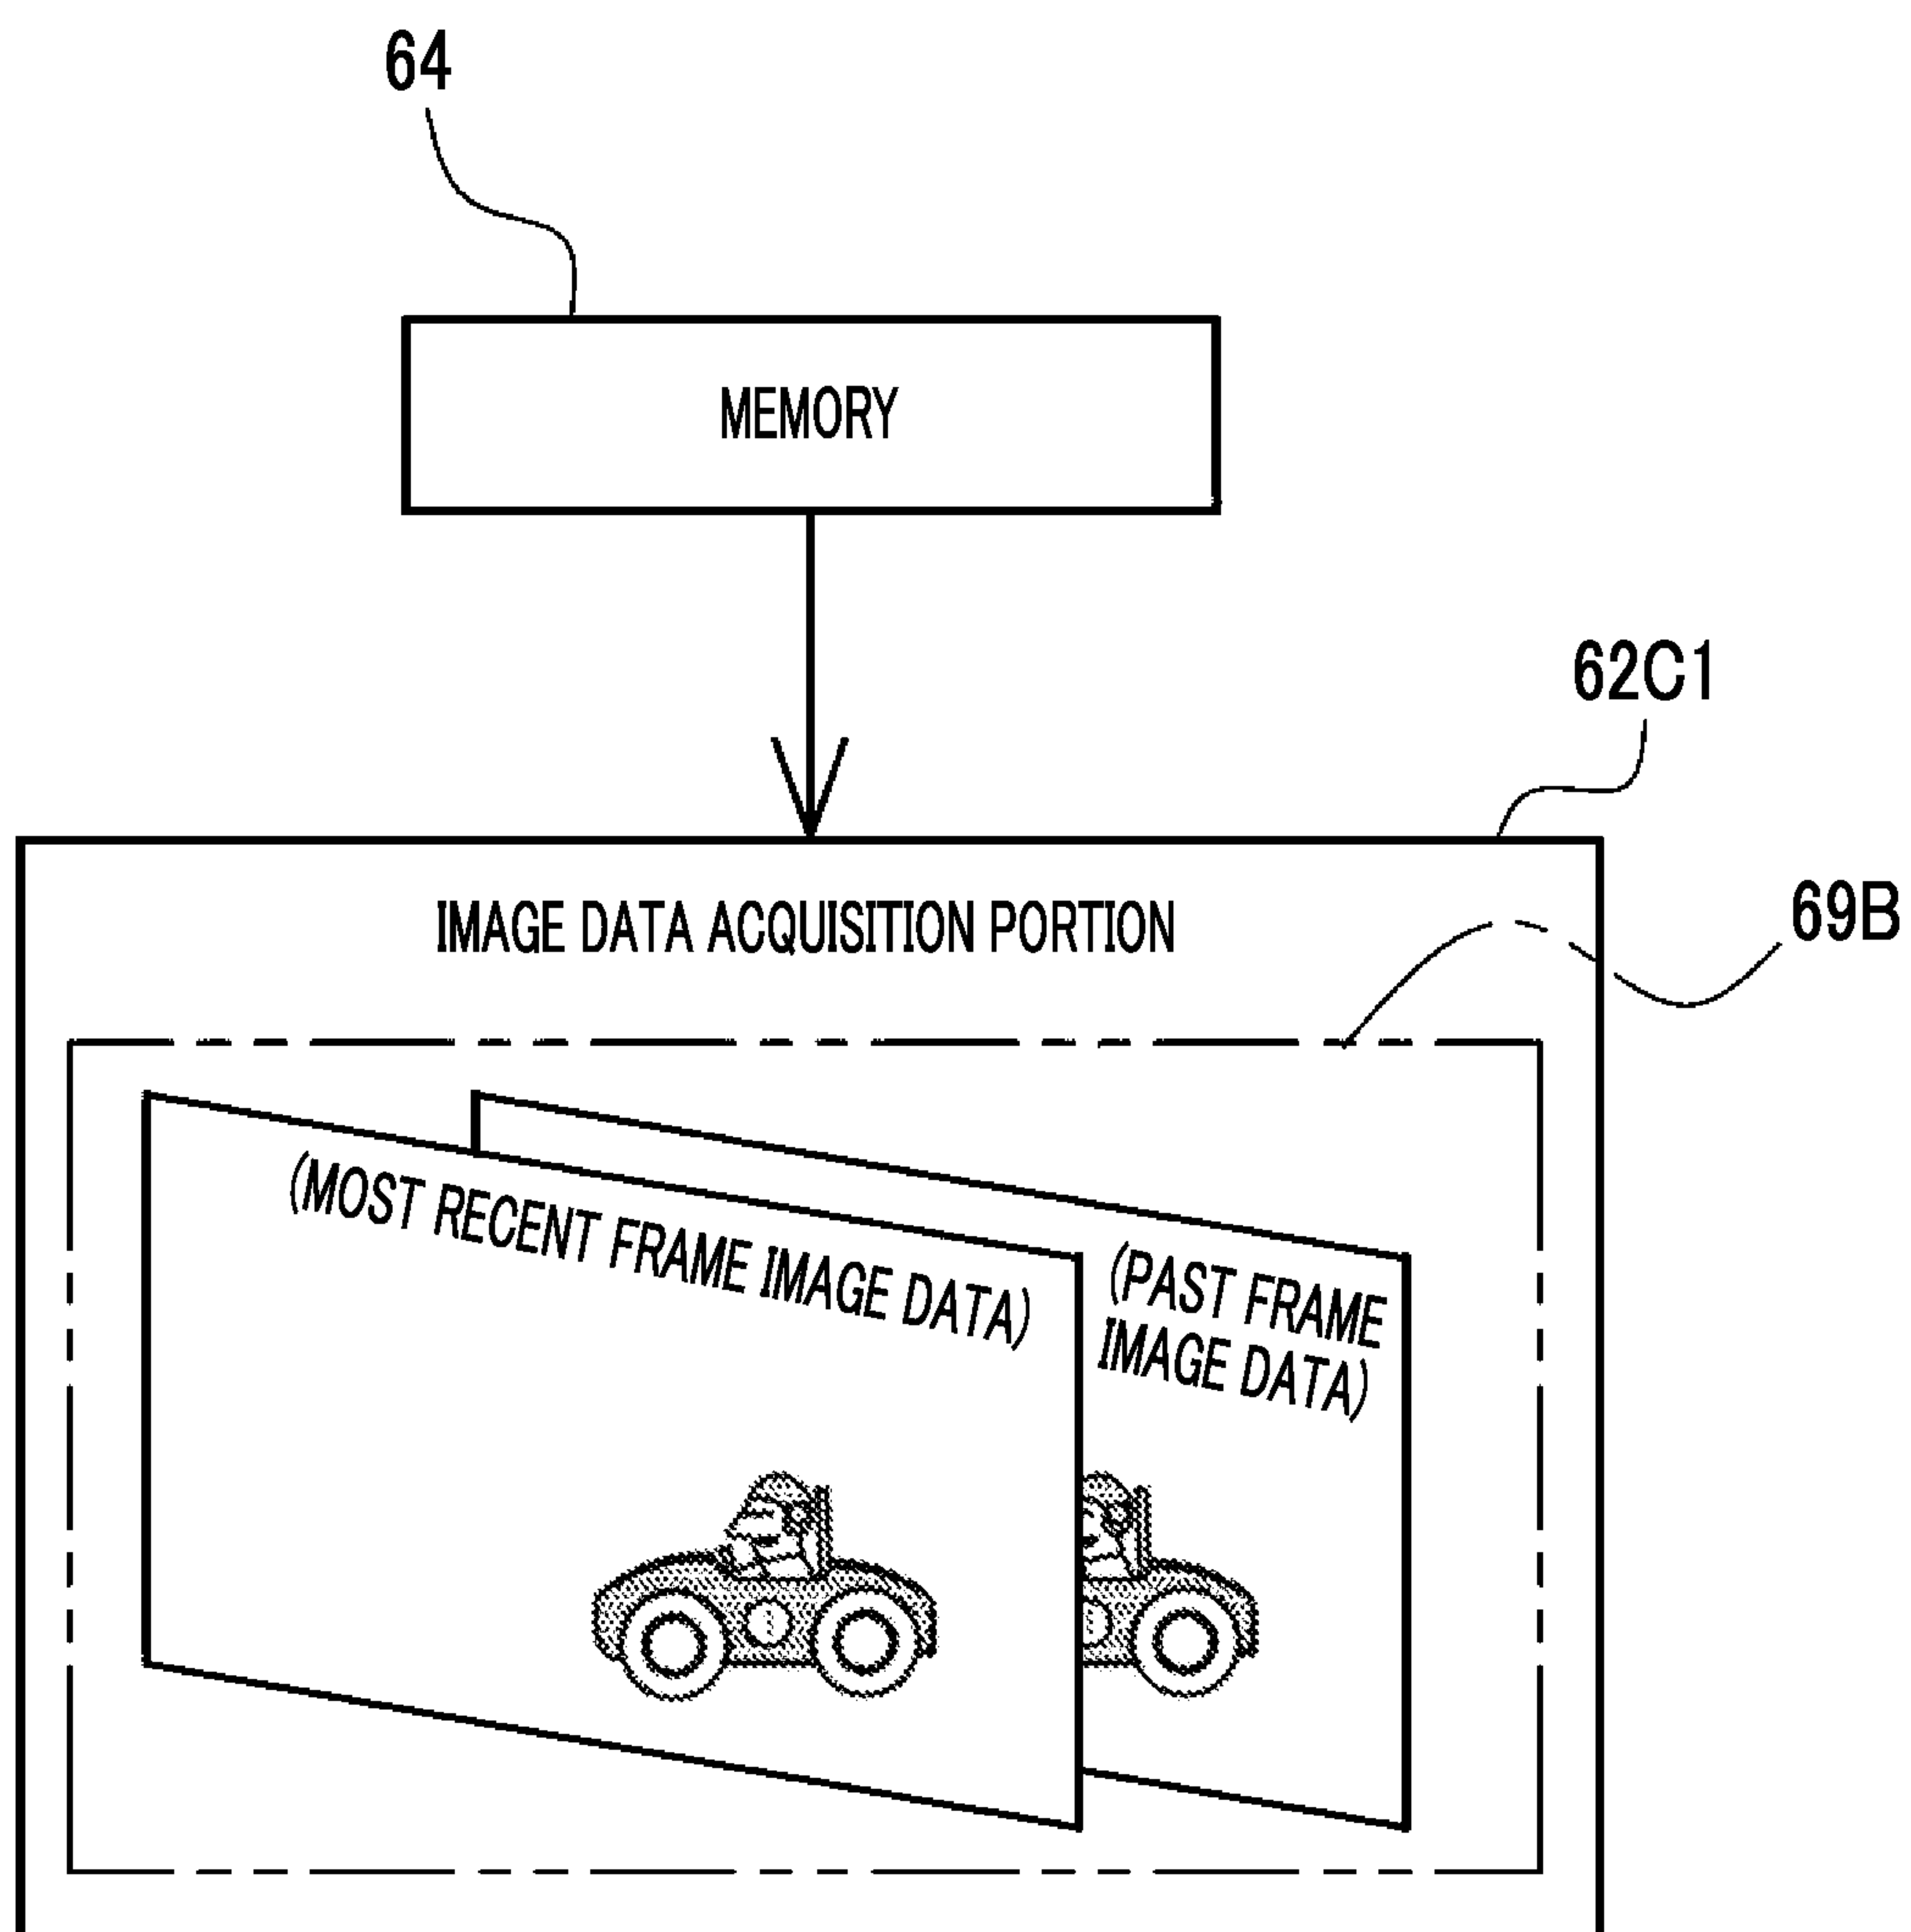 64
MEMORY
62C1
IMAGE DATA ACQUISITION PORTION
69B
(MOST RECENT FRAME IMAGE DATA)
(PAST FRAME
IMAGE DATA)